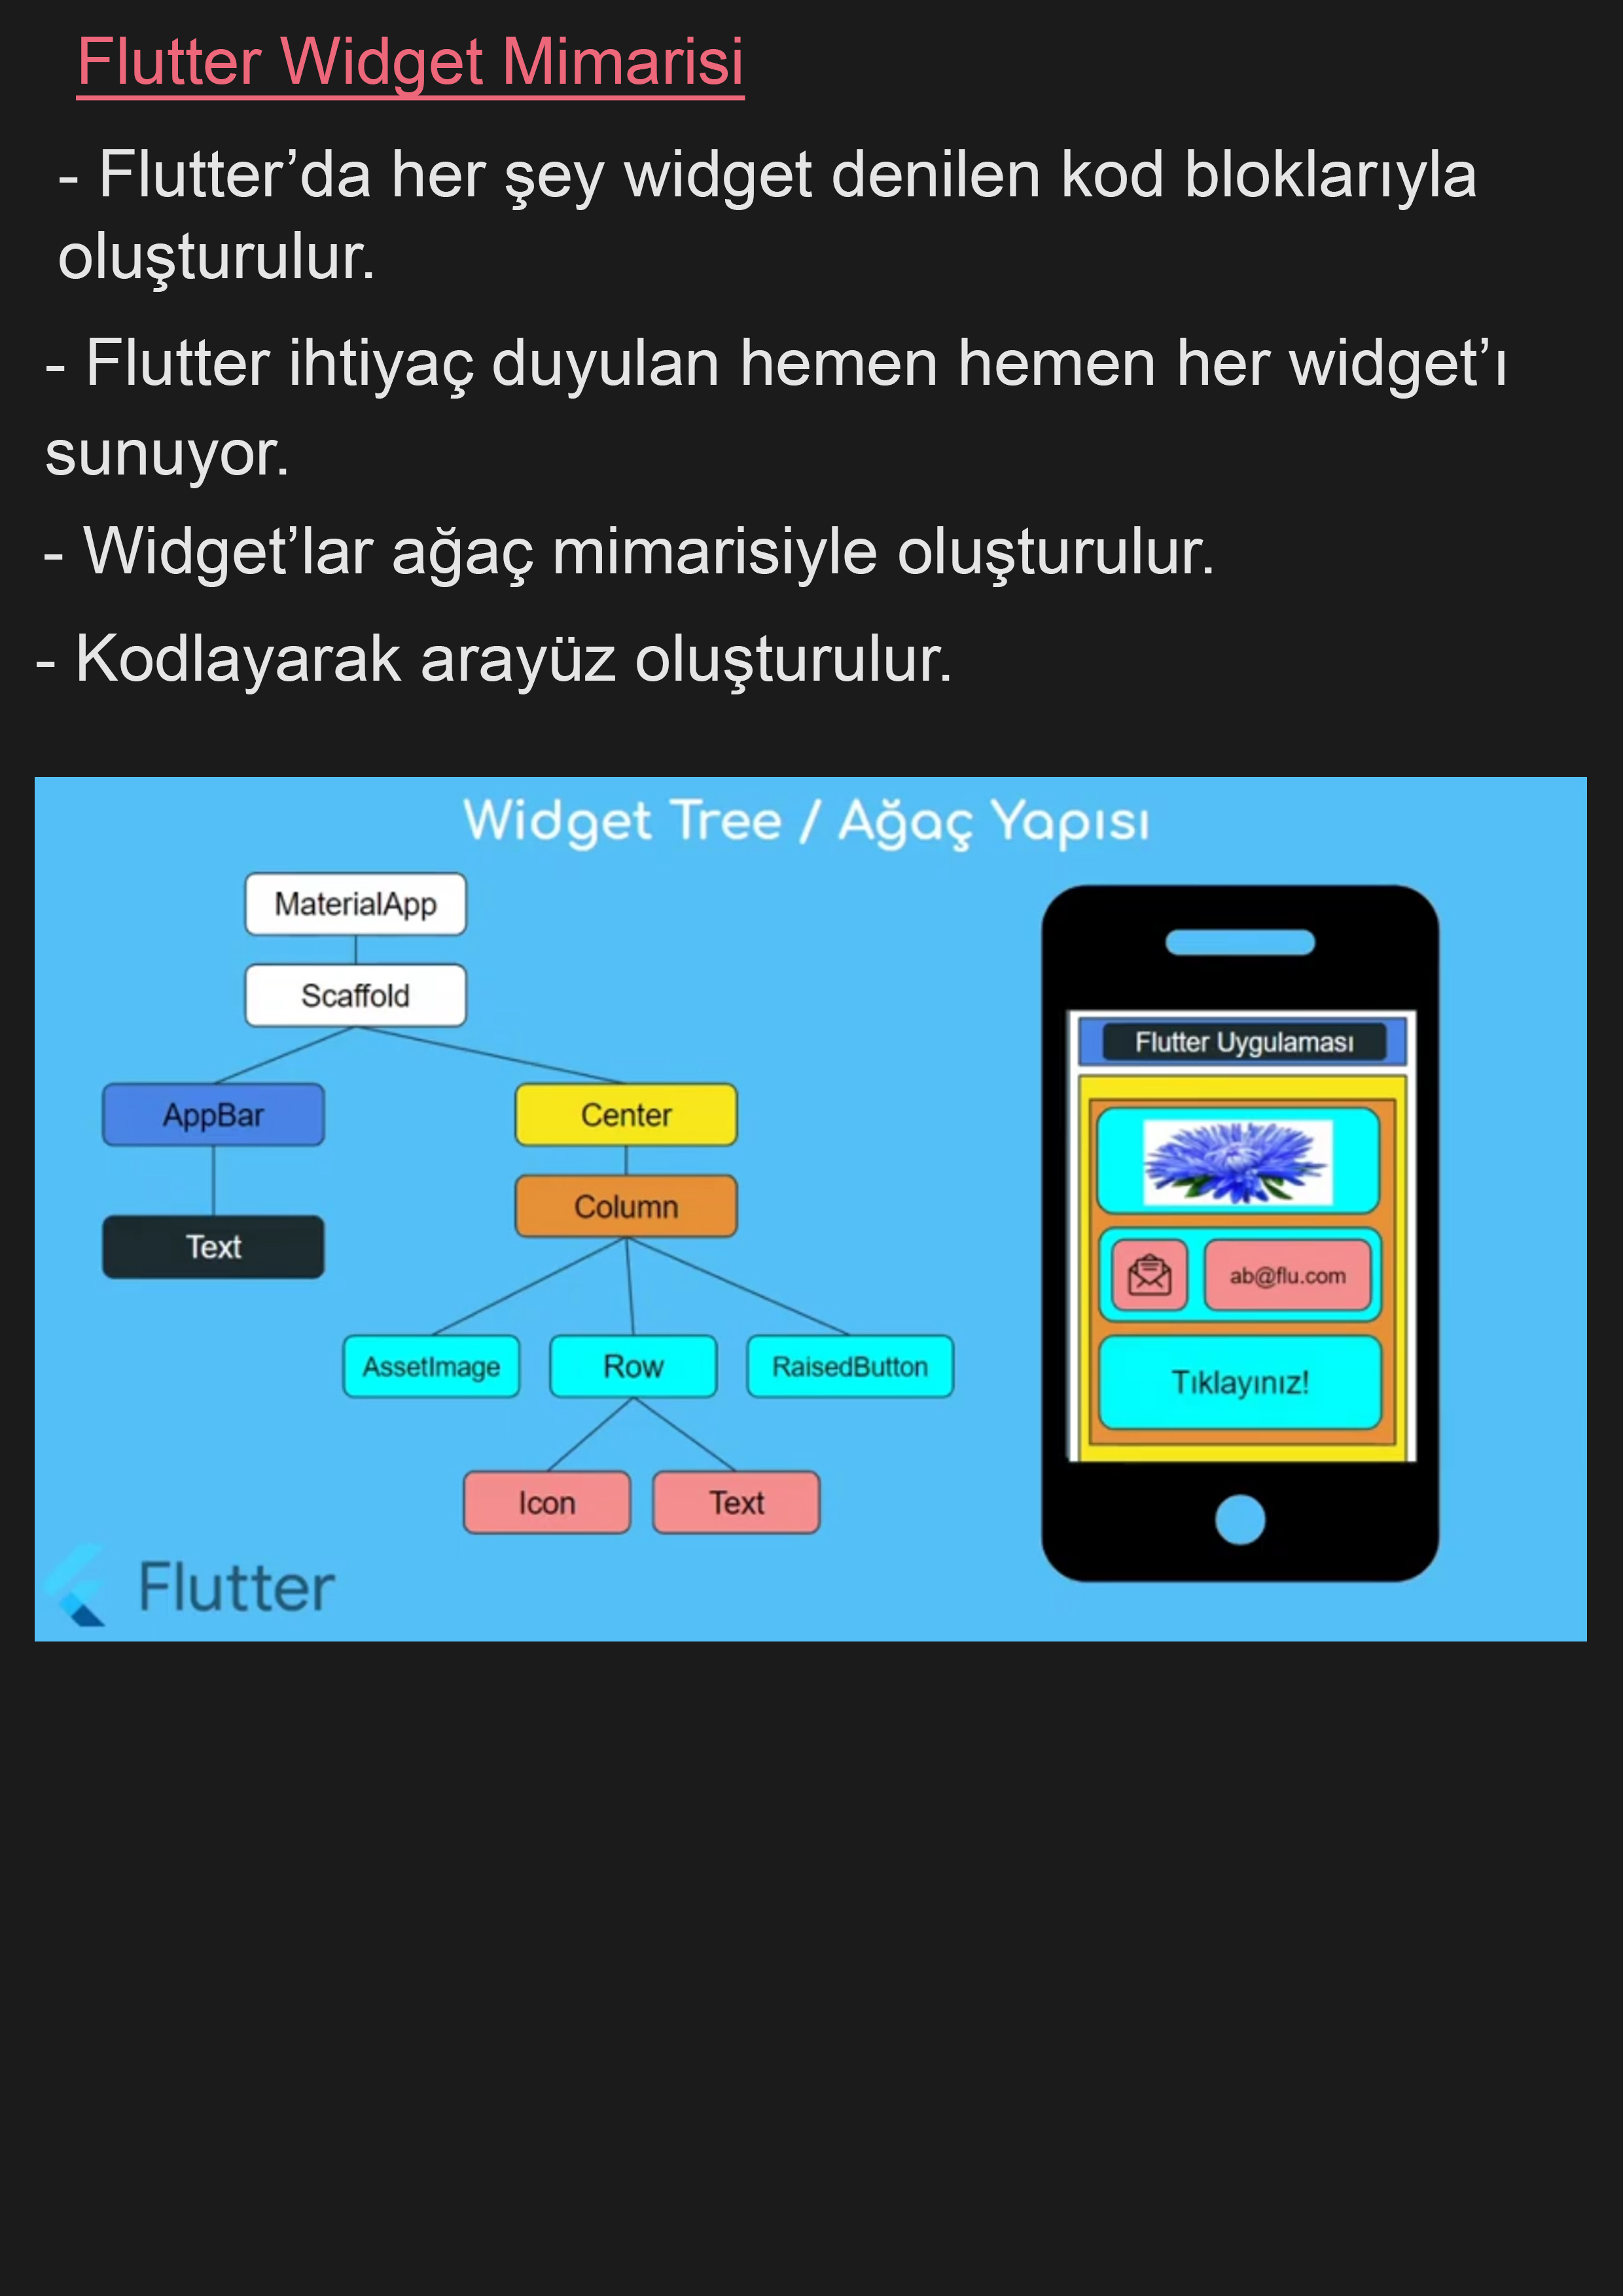 Flutter Widget Mimarisi
- Flutter’da her şey widget denilen kod bloklarıyla
oluşturulur.
- Flutter ihtiyaç duyulan hemen hemen her widget’ı
sunuyor.
- Widget’lar ağaç mimarisiyle oluşturulur.
- Kodlayarak arayüz oluşturulur.
Widget Tree / Ağaç Yapısı
MaterialApp
Scaffold
AppBar
Center
Column
Text
AssetImage
Row
RaisedButton
Icon
Text
Flutter
Flutter Uygulaması
ab@flu.com
Tıklayınız!